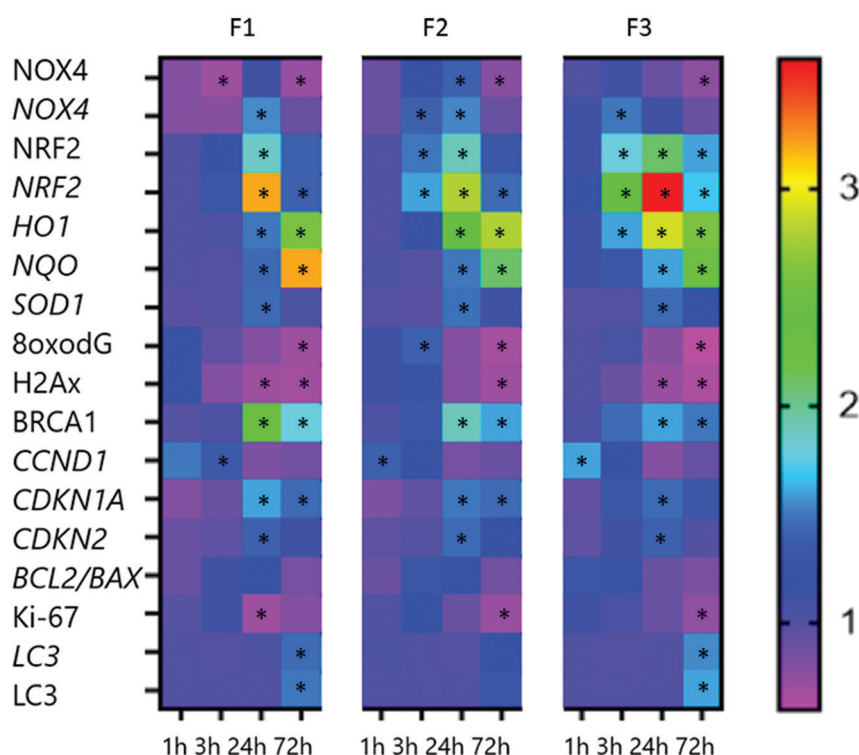 F1 F2 F3
NOX4
NOX4
NRF2
NRF2
HO1
NQO
SOD1
8oxodG
H2Ax
BRCA1
CCND1
CDKN1A
CDKN2
BCL2/BAX
Ki-67
LC3
LC3
1h 3h 24h 72h 1h 3h 24h 72h 1h 3h 24h 72h
3
2
1